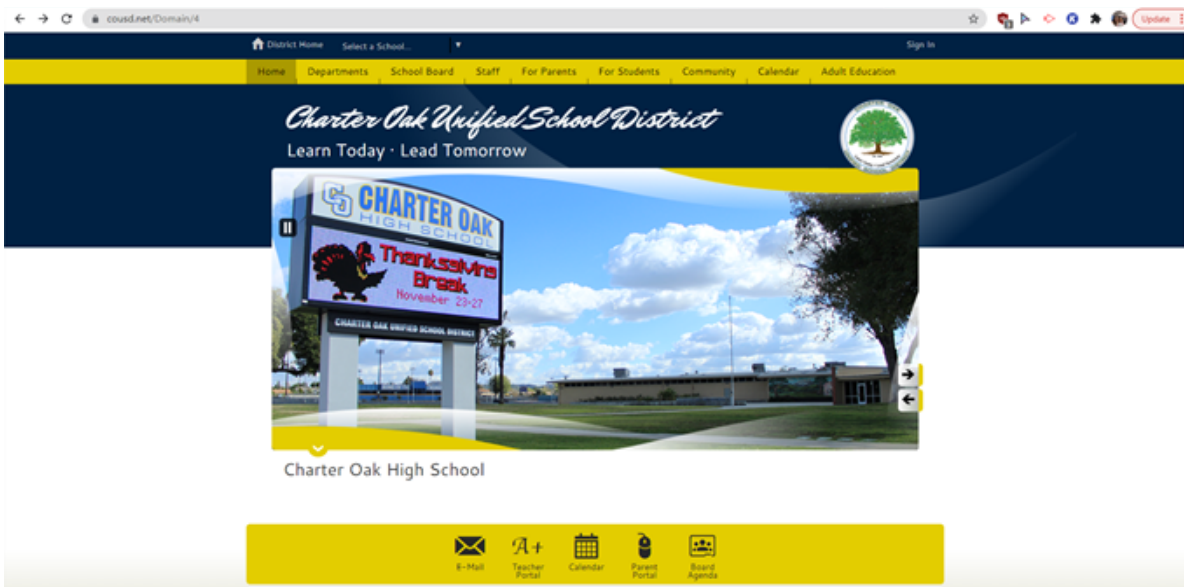 cousd.net/Domain/4
Update
District Home Select a School... Sign In
Home Departments School Board Staff For Parents For Students Community Calendar Adult Education
Charter Oak Unified School District
Learn Today · Lead Tomorrow
CO CHARTER OAK
HIGH SCHOOL
Thanksgiving
Break
November 23-27
CHARTER OAK UNIFIED SCHOOL DISTRICT
Charter Oak High School
E-Mail
A+
Teacher
Portal
Calendar
Parent
Portal
Board
Agenda